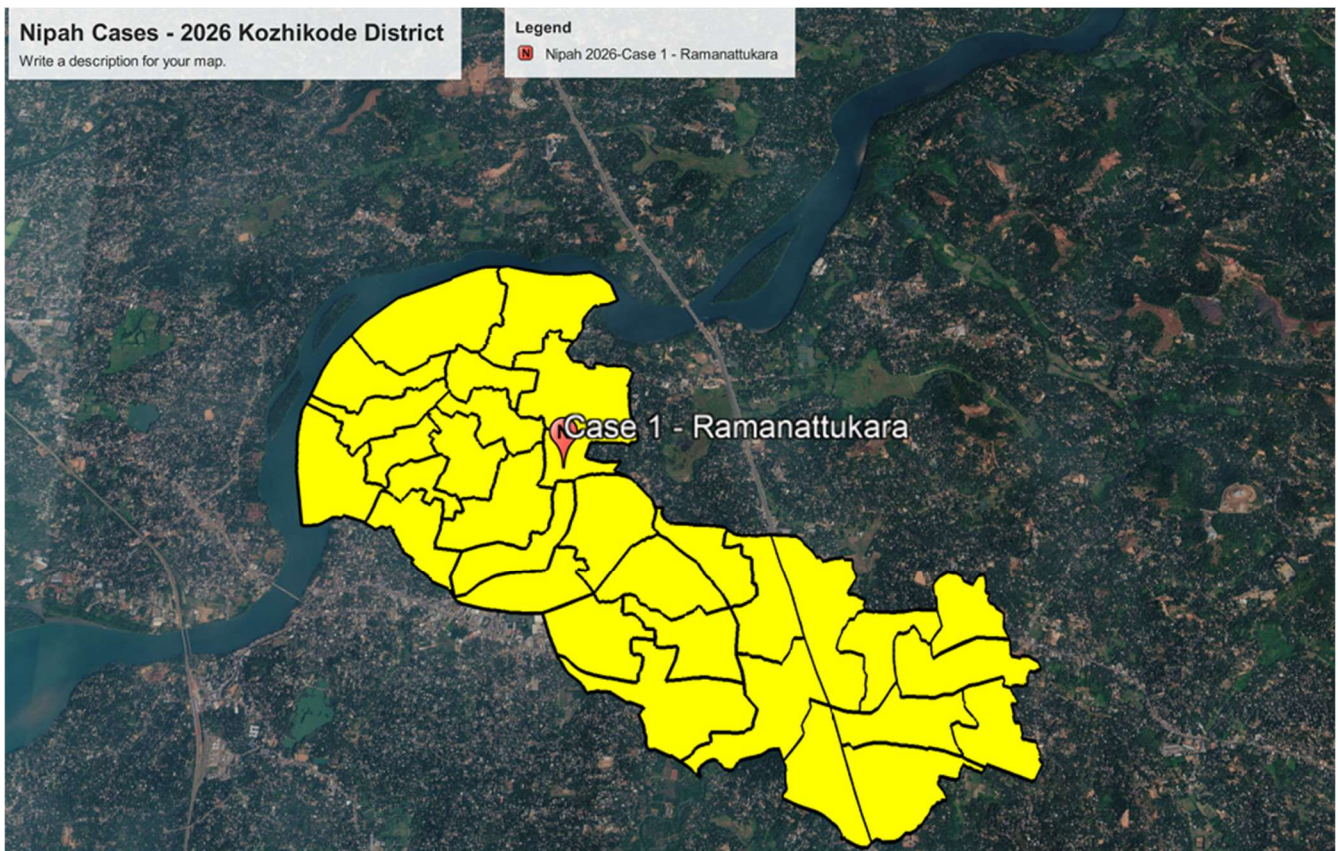 Nipah Cases - 2026 Kozhikode District
Write a description for your map.
Legend
N Nipah 2026-Case 1 - Ramanattukara
N
Case 1 - Ramanattukara